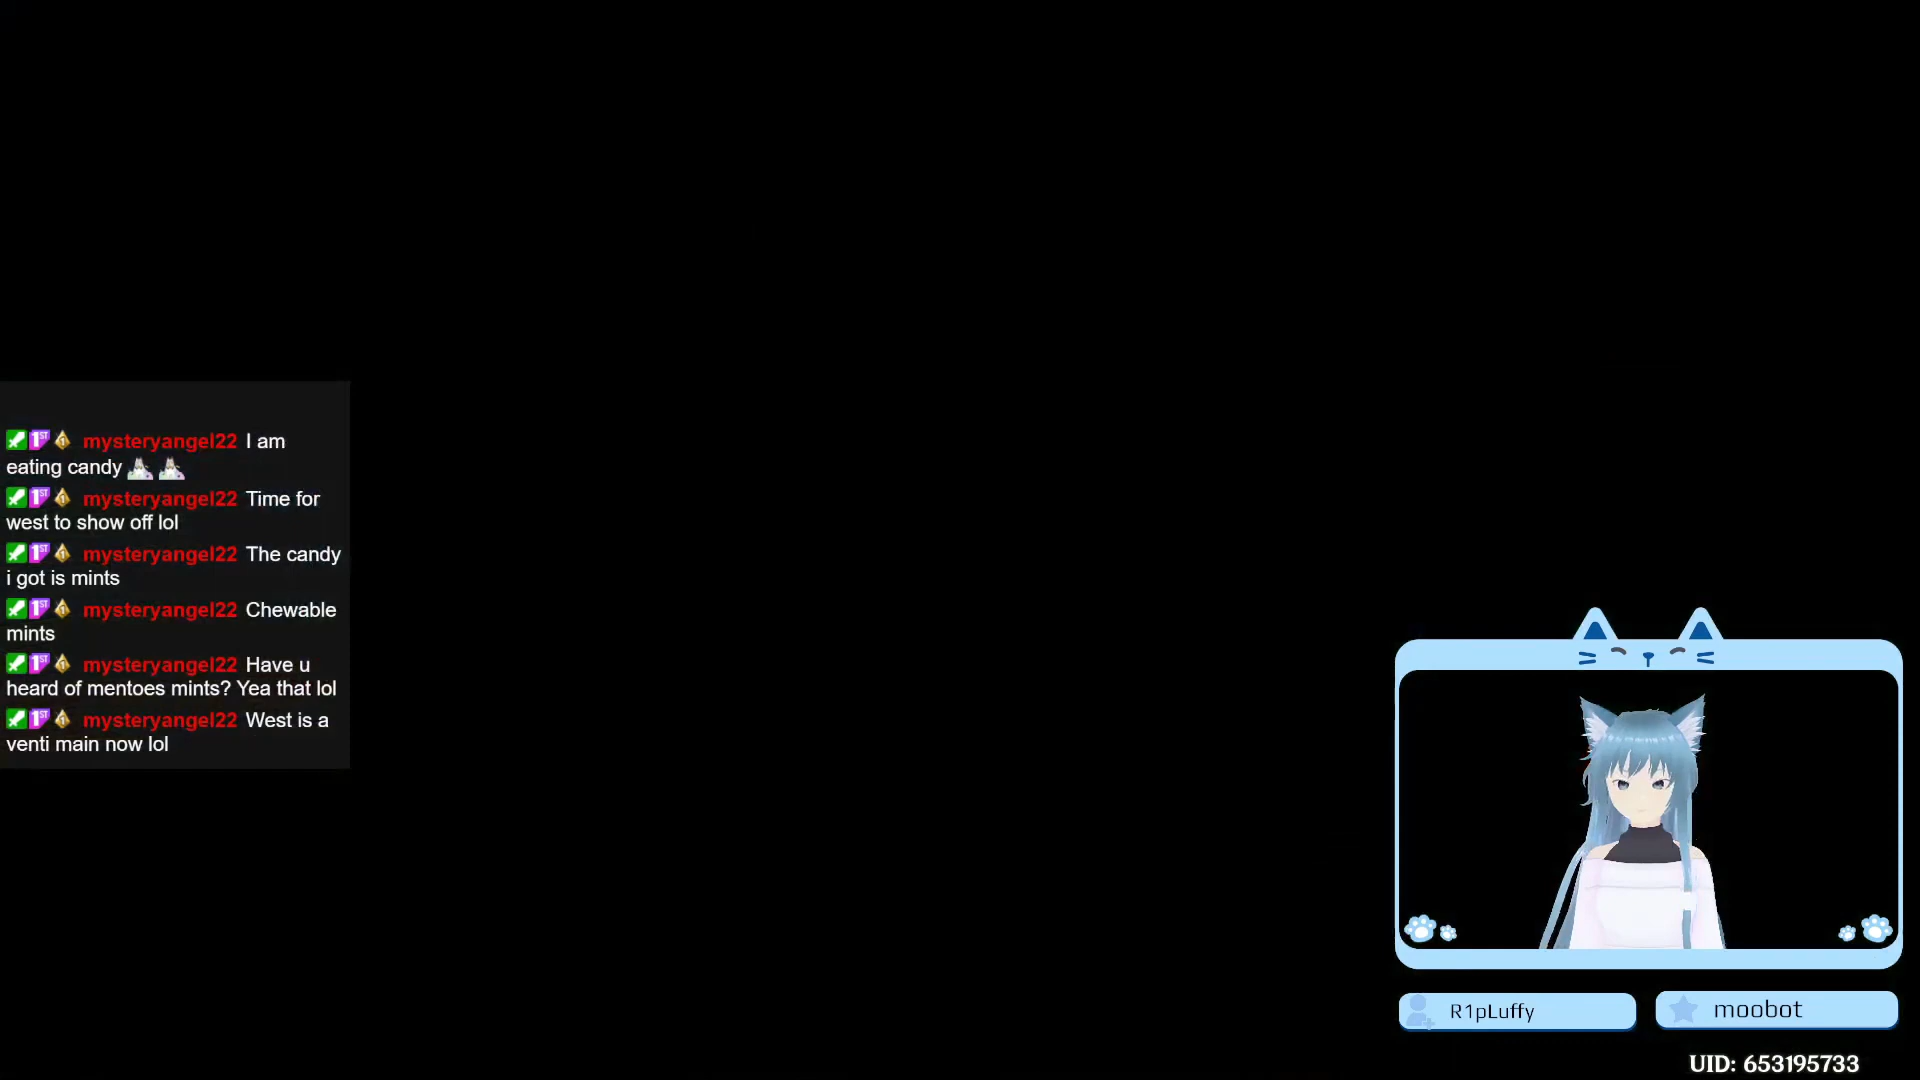 mysteryangel22 I am
eating candy
mysteryangel22 Time for
west to show off lol
mysteryangel22 The candy
i got is mints
mysteryangel22 Chewable
mints
mysteryangel22 Have u
heard of mentoes mints? Yea that lol
mysteryangel22 West is a
venti main now lol
R1pLuffy
moobot
UID: 653195733